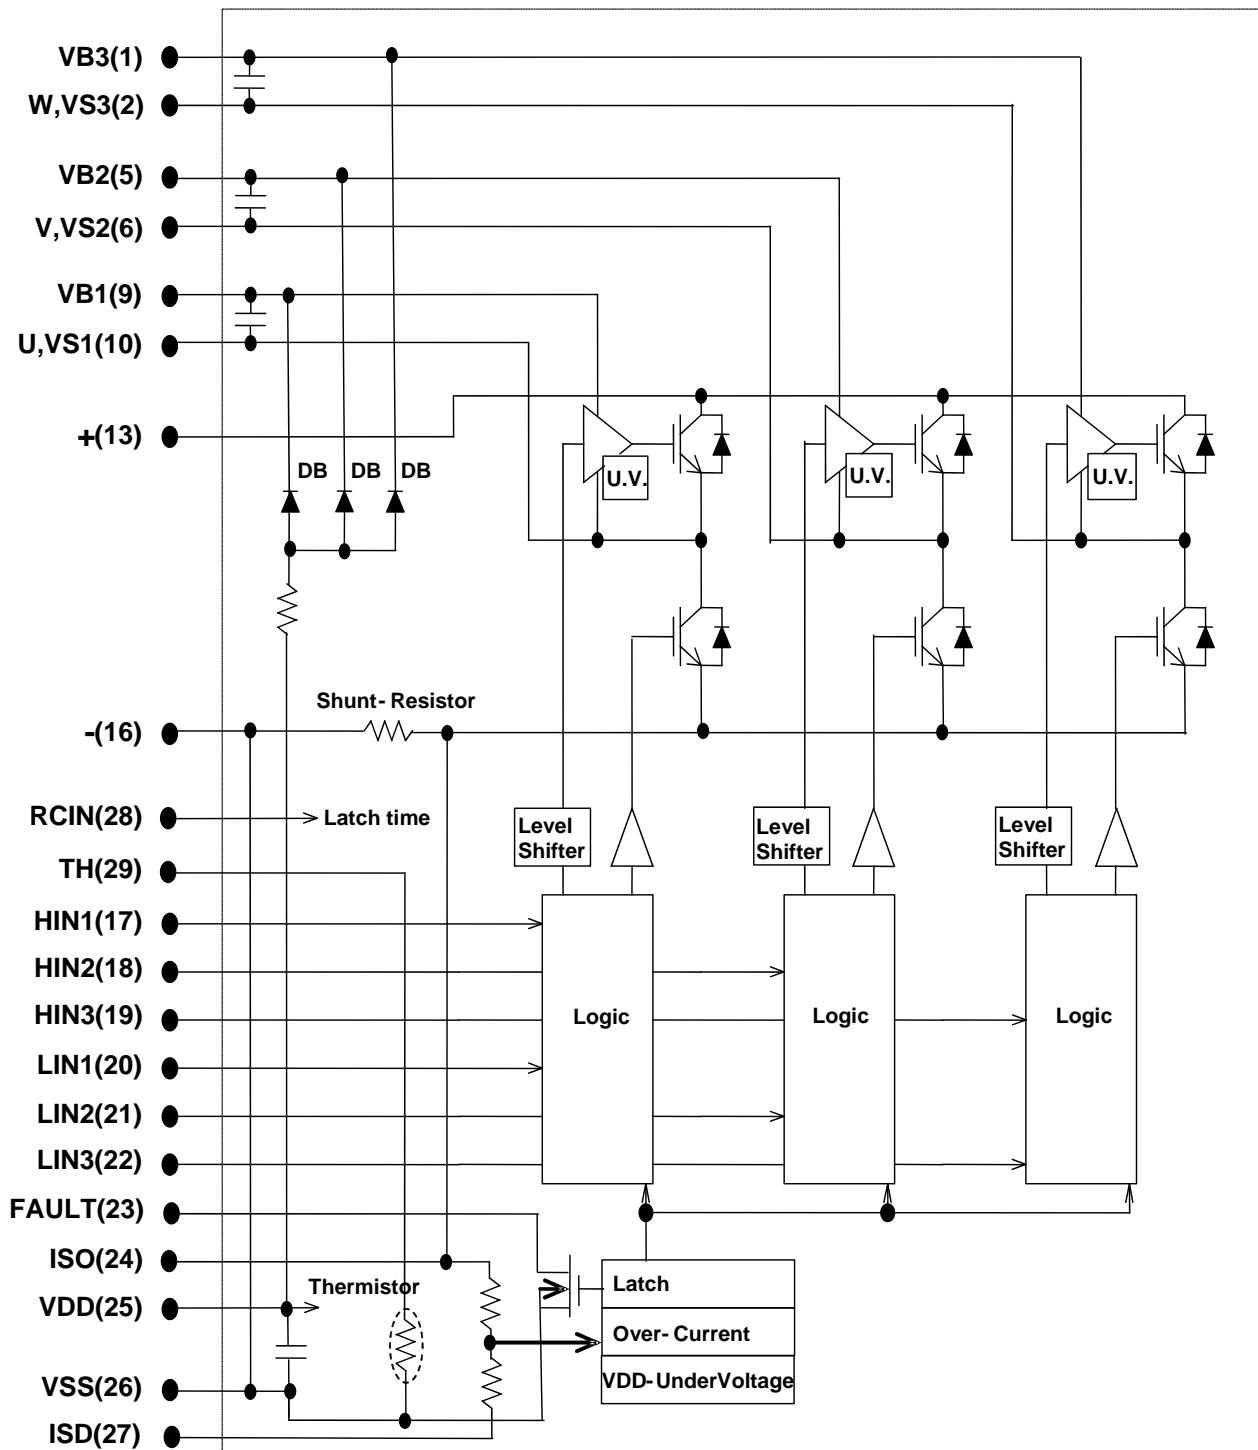 VB3(1)
W,VS3(2)
VB2(5)
V,VS2(6)
VB1(9)
U,VS1(10)
+(13)
DB DB DB
U.V. U.V. U.V.
Shunt- Resistor
-(16)
RCIN(28)
Latch time
Level
Shifter
Level
Shifter
Level
Shifter
TH(29)
HIN1(17)
HIN2(18)
HIN3(19)
Logic Logic Logic
LIN1(20)
LIN2(21)
LIN3(22)
FAULT(23)
ISO(24)
Thermistor
Latch
VDD(25)
Over- Current
VDD- UnderVoltage
VSS(26)
ISD(27)